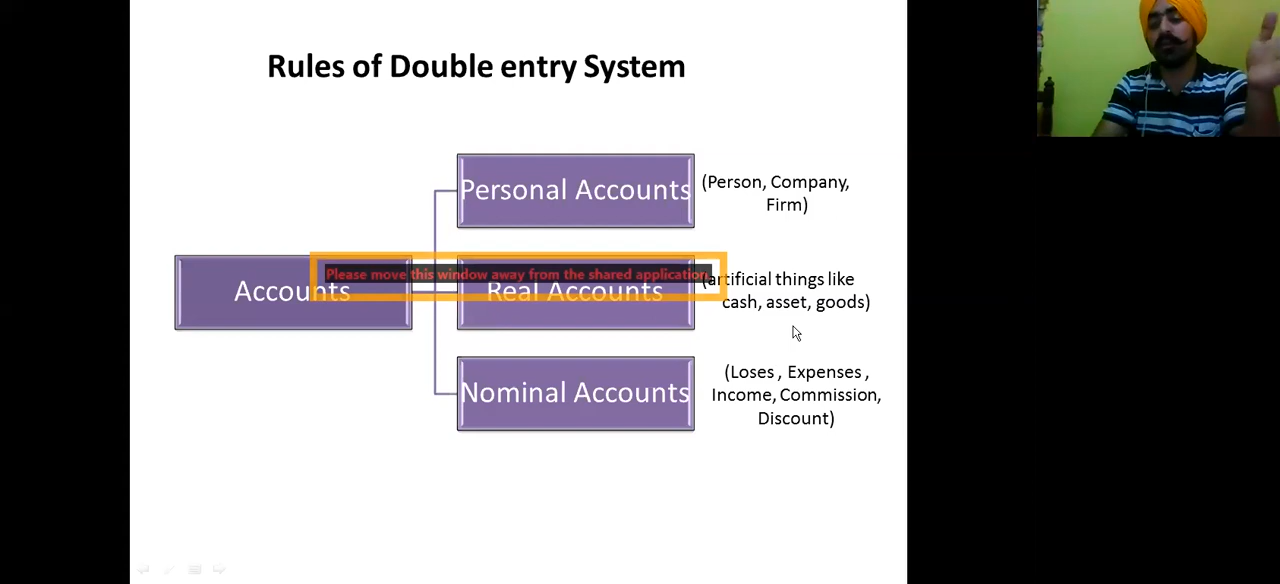 Rules of Double entry System
Personal Accounts
(Person, Company,
Firm)
Please move this window away from the shared application.
Accounts
Real Accounts
(artificial things like
cash, asset, goods)
Nominal Accounts
(Loses , Expenses ,
Income, Commission,
Discount)